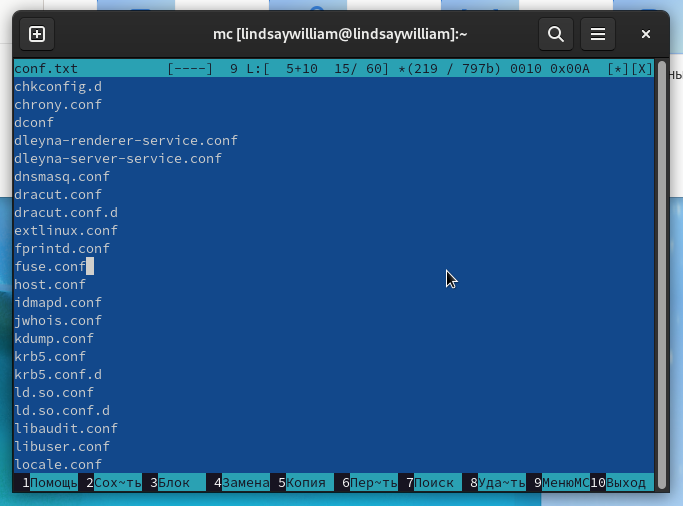 mc [lindsaywilliam@lindsaywilliam]:~
conf.txt [----] 9 L:[ 5+10 15/ 60] *(219 / 797b) 0010 0x00A [*][X]
chkconfig.d
chrony.conf
dconf
dleyna-renderer-service.conf
dleyna-server-service.conf
dnsmasq.conf
dracut.conf
dracut.conf.d
extlinux.conf
fprintd.conf
fuse.conf
host.conf
idmapd.conf
jwhois.conf
kdump.conf
krb5.conf
krb5.conf.d
ld.so.conf
ld.so.conf.d
libaudit.conf
libuser.conf
locale.conf
1Помощь 2Сох~ть 3Блок 4Замена 5Копия 6Пер~ть 7Поиск 8Уда~ть 9МенюMC 10Выход